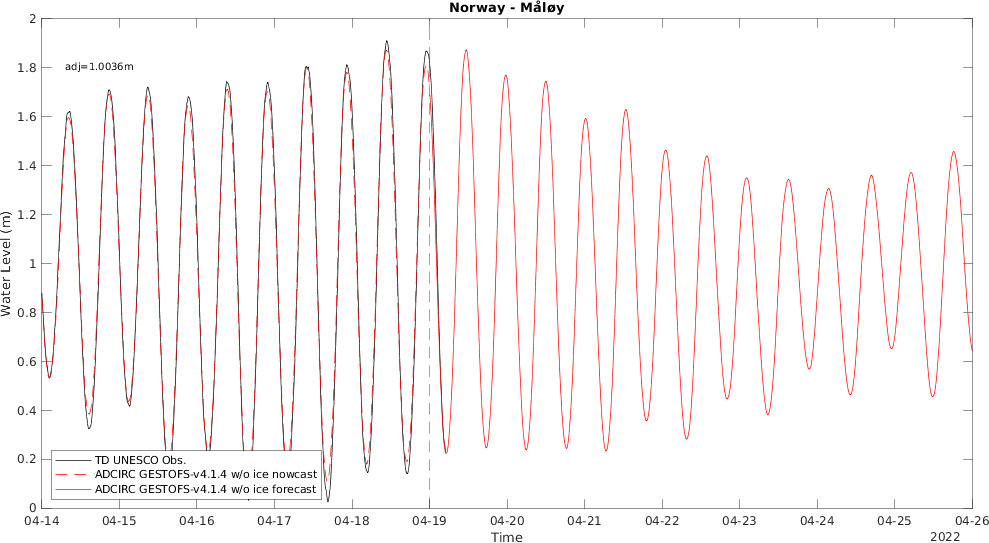 Norway - Måløy
adj=1.0036m
Water Level (m)
2
1.8
1.6
1.4
1.2
1
0.8
0.6
0.4
0.2
0
TD UNESCO Obs.
ADCIRC GESTOFS-v4.1.4 w/o ice nowcast
ADCIRC GESTOFS-v4.1.4 w/o ice forecast
04-14 04-15 04-16 04-17 04-18 04-19 04-20 04-21 04-22 04-23 04-24 04-25 04-26
Time
2022